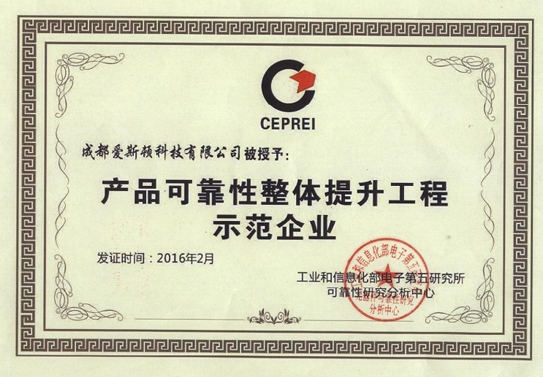 CEPREI
成都爱斯顿科技有限公司被授予：
产品可靠性整体提升工程
示范企业
发证时间：2016年2月
工业和信息化部电子第五研究所
可靠性研究分析中心